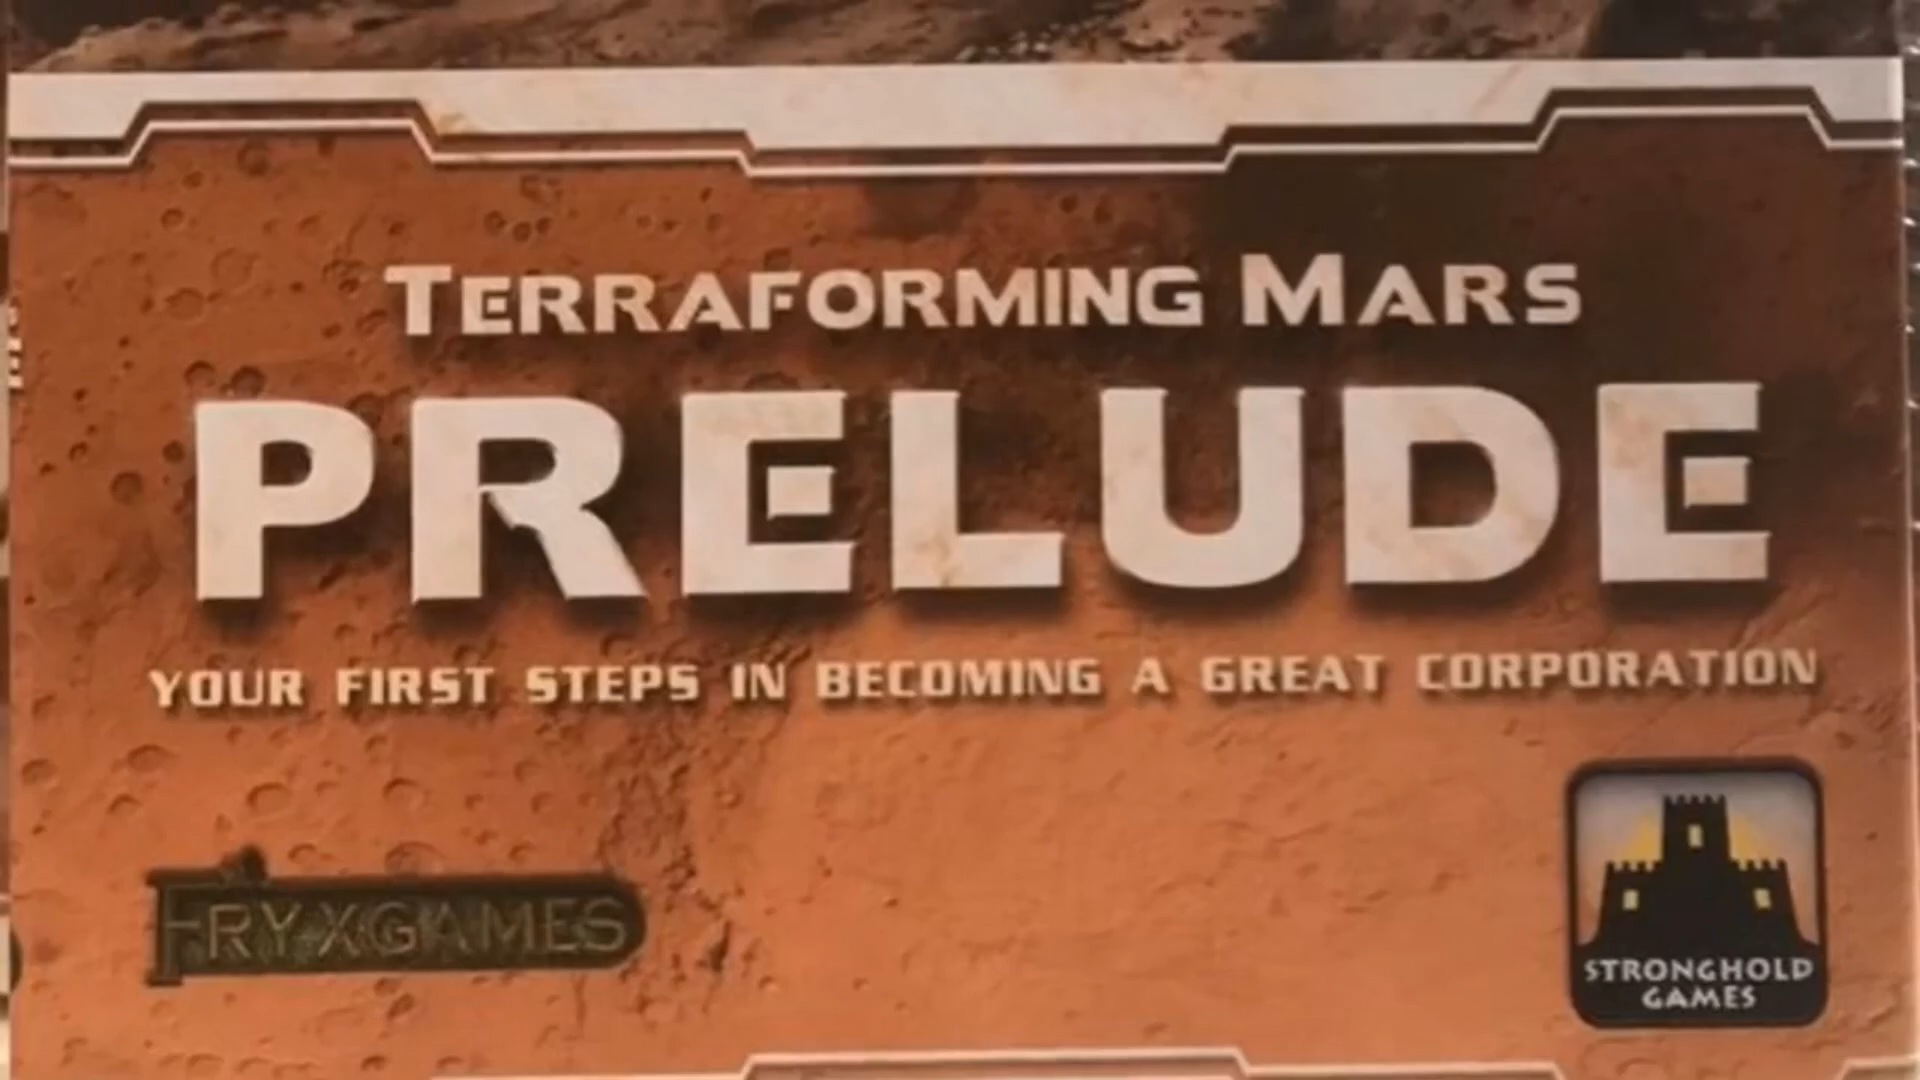 TERRAFORMING MARS
PRELUDE
YOUR FIRST STEPS IN BECOMING A GREAT CORPORATION
FRYXGAMES
STRONGHOLD
GAMES